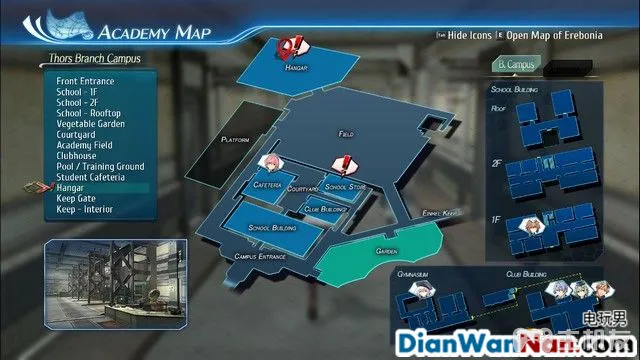 ACADEMY MAP
Tab Hide Icons E Open Map of Erebonia
Thors Branch Campus
Front Entrance
School - 1F
School - 2F
School - Rooftop
Vegetable Garden
Courtyard
Academy Field
Clubhouse
Pool / Training Ground
Student Cafeteria
Hangar
Keep Gate
Keep - Interior
HANGAR
PLATFORM
FIELD
CAFETERIA
COURTYARD
SCHOOL STORE
CLUB BUILDING
SCHOOL BUILDING
EINHEL KEEP
GARDEN
CAMPUS ENTRANCE
B. Campus
SCHOOL BUILDING
ROOF
2F
1F
GYMNASIUM
CLUB BUILDING
电玩男
DianWanNan.com